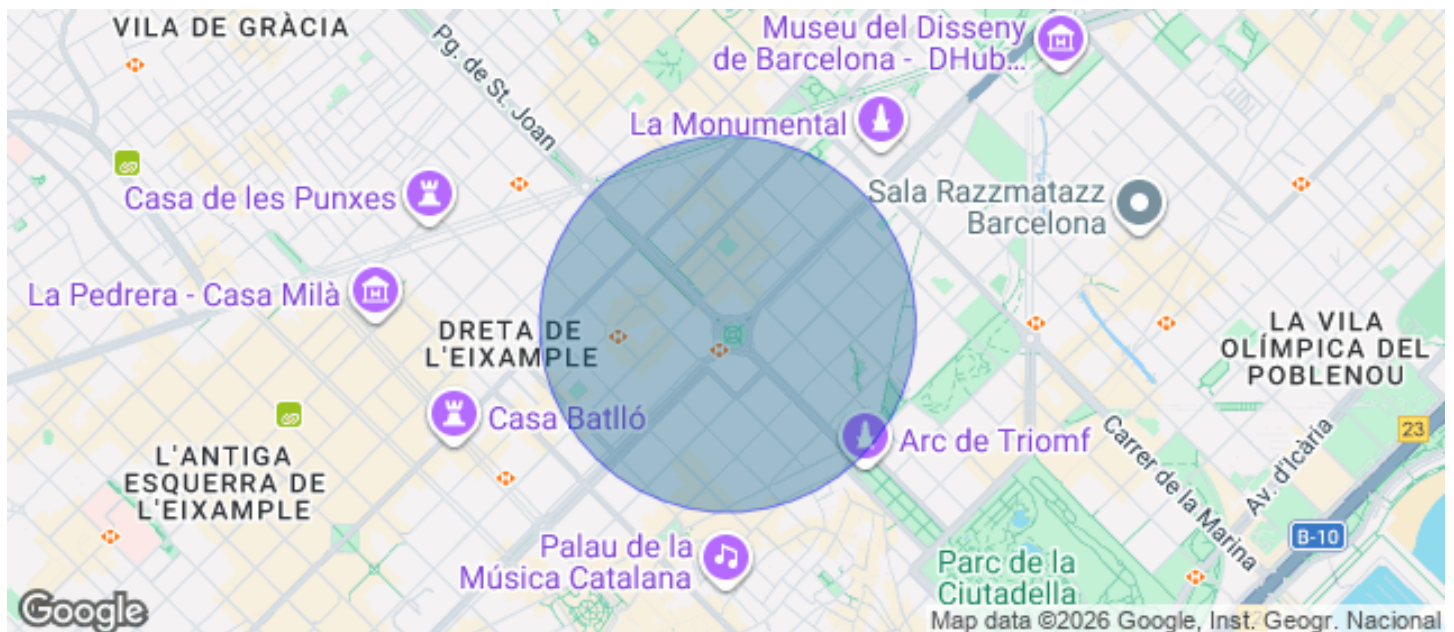 VILA DE GRÀCIA
Pg. de St. Joan
Museu del Disseny
de Barcelona - DHub...
La Monumental
Casa de les Punxes
Sala Razzmatazz
Barcelona
La Pedrera - Casa Milà
DRETA DE
L'EIXAMPLE
LA VILA
OLÍMPICA DEL
POBLENOU
Casa Batlló
Arc de Triomf
23
L'ANTIGA
ESQUERRA DE
L'EIXAMPLE
Carrer de la Marina
Av. d'Icària
B-10
Palau de la
Música Catalana
Parc de la
Ciutadella
Google
Map data ©2026 Google, Inst. Geogr. Nacional